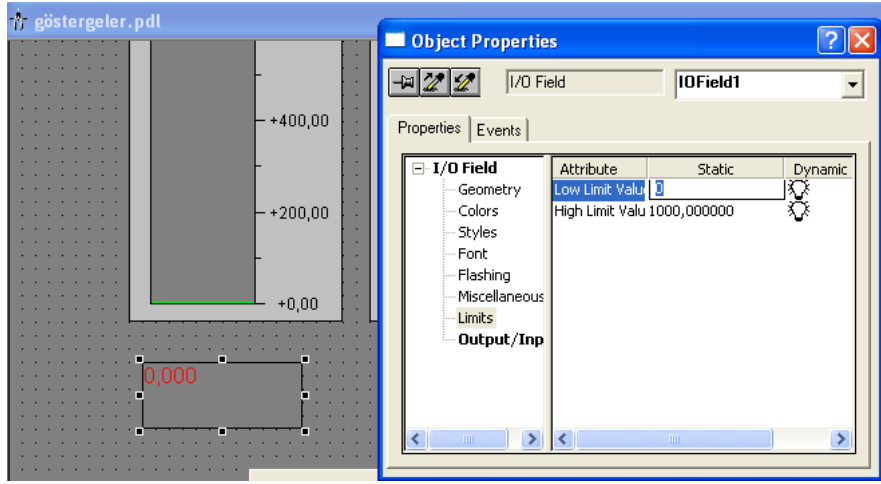 göstergeler.pdl
+400,00
+200,00
+0,00
0,000
Object Properties
I/O Field
IOField1
Properties
Events
I/O Field
Geometry
Colors
Styles
Font
Flashing
Miscellaneous
Limits
Output/Inp
Attribute Static Dynamic
Low Limit Valu 0
High Limit Valu 1000,000000